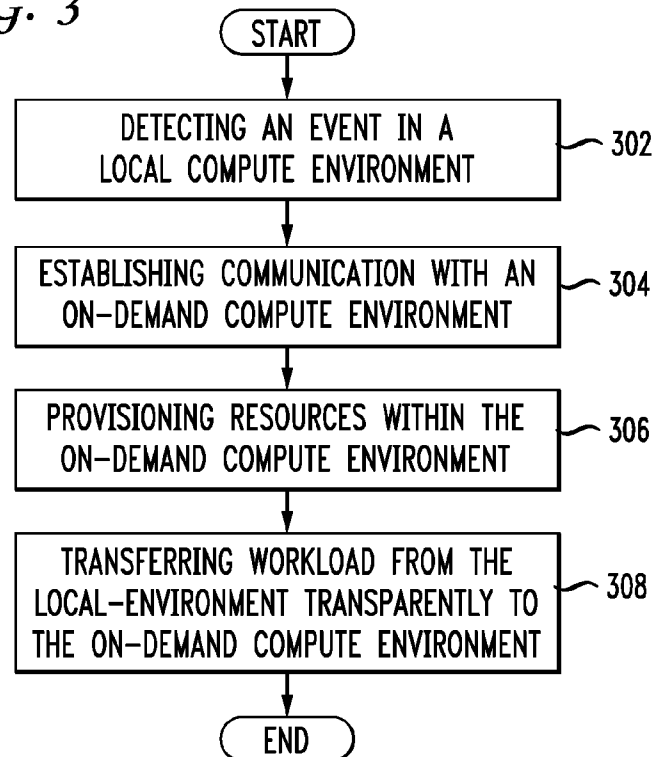 3
START
DETECTING AN EVENT IN A
LOCAL COMPUTE ENVIRONMENT
302
ESTABLISHING COMMUNICATION WITH AN
ON-DEMAND COMPUTE ENVIRONMENT
304
PROVISIONING RESOURCES WITHIN THE
ON-DEMAND COMPUTE ENVIRONMENT
306
TRANSFERRING WORKLOAD FROM THE
LOCAL-ENVIRONMENT TRANSPARENTLY TO
THE ON-DEMAND COMPUTE ENVIRONMENT
308
END